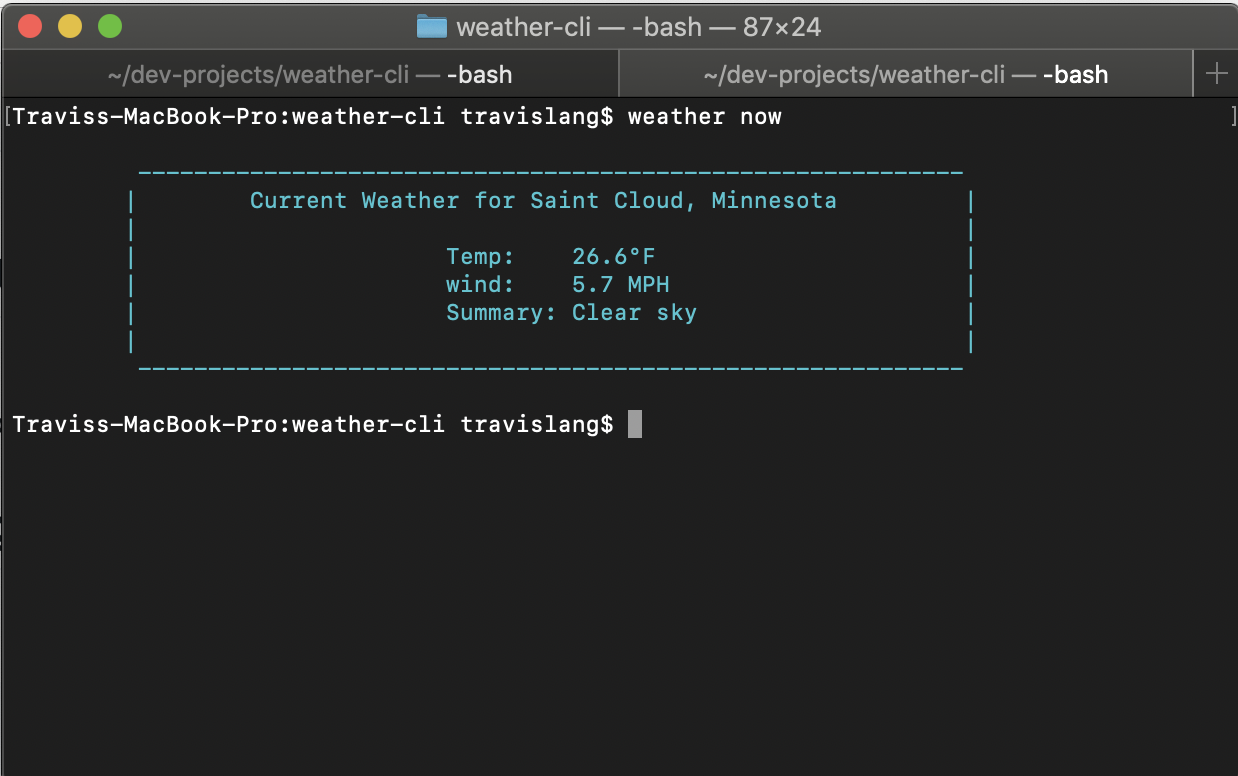 weather-cli — -bash — 87×24
~/dev-projects/weather-cli — -bash
~/dev-projects/weather-cli — -bash
[Traviss-MacBook-Pro:weather-cli travislang$ weather now]
Current Weather for Saint Cloud, Minnesota
Temp: 26.6°F
wind: 5.7 MPH
Summary: Clear sky
Traviss-MacBook-Pro:weather-cli travislang$